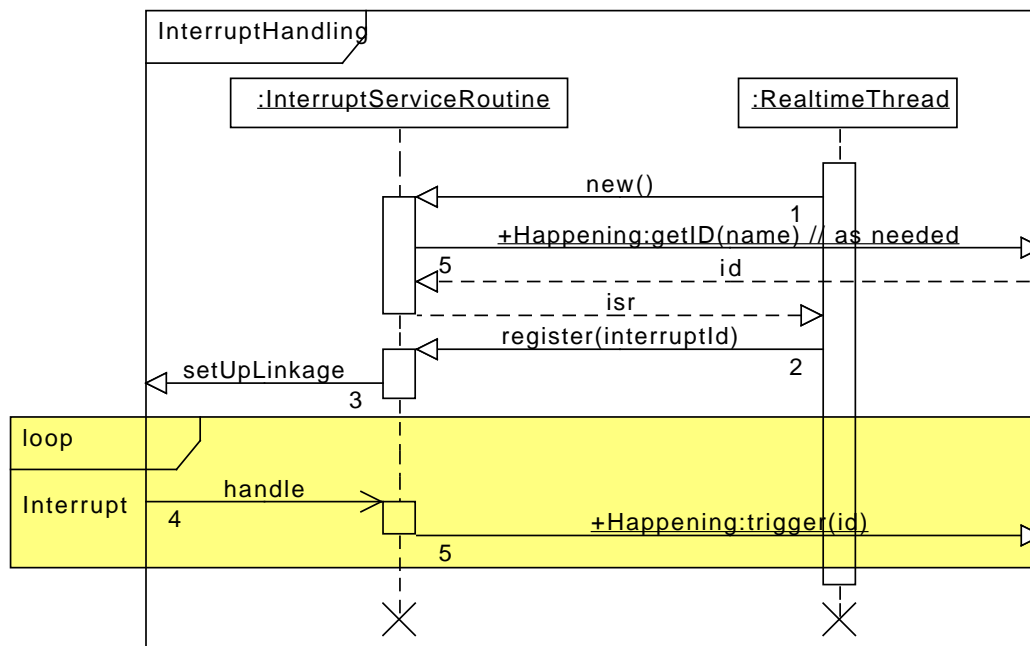 InterruptHandling
:InterruptServiceRoutine
:RealtimeThread
new()
1
+Happening:getID(name) // as needed
5
id
isr
register(interruptId)
2
setUpLinkage
3
loop
Interrupt
handle
4
+Happening:trigger(id)
5